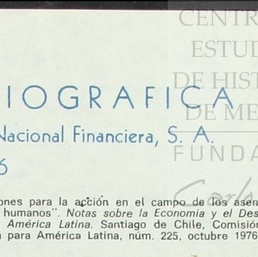 CENTR
ESTUD
DE HIST
DE ME
FUNDA
Carlos
IOGRAFICA
Nacional Financiera, S. A.
6
ones para la acción en el campo de los asen
humanos". Notas sobre la Economía y el Des
América Latina. Santiago de Chile, Comisión
para América Latina, núm. 225, octubre 1976